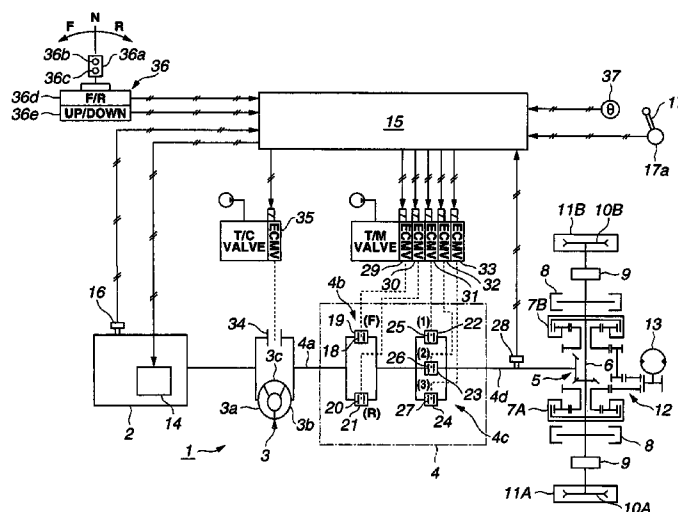 F N R
36b 36a
36c 36
36d F/R
36e UP/DOWN
15
37
θ
17
17a
T/C VALVE ECMV 35
T/M VALVE ECMV ECMV ECMV ECMV ECMV
29 30 31 32 33
11B 10B
9
8
7B
13
16
34
3c
4a
4b
19 (F)
18
20 (R)
21
25 (1) 22
26 (2) 23
27 (3) 24
28
4d
5 6
12
7A
8
9
11A 10A
2 14
3a 3b
3
1
4c
4